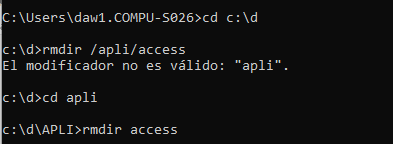 C:\Users\daw1.COMPU-S026>cd c:\d
c:\d>rmdir /apli/access
El modificador no es válido: "apli".
c:\d>cd apli
c:\d\APLI>rmdir access